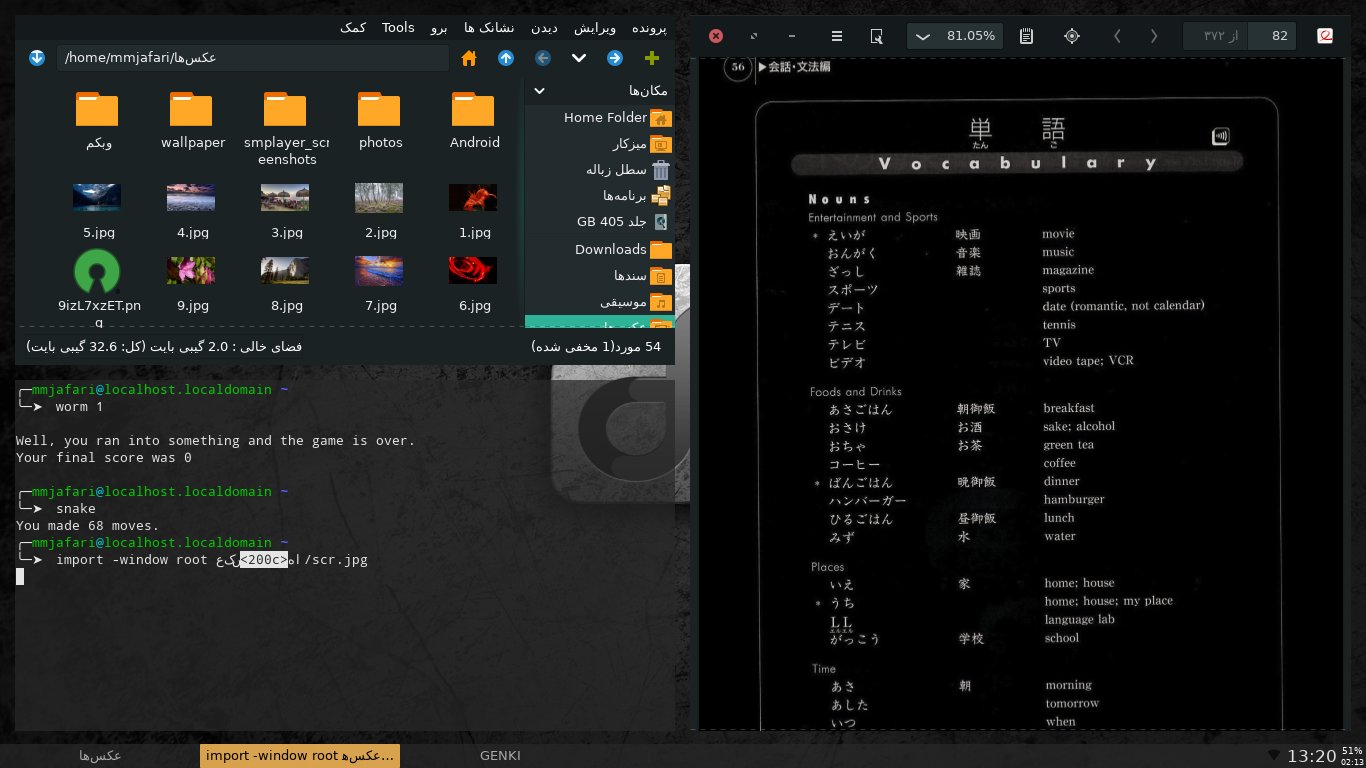 پرونده ویرایش دیدن نشانک ها برو Tools کمک
/home/mmjafari/عکس‌ها
مکان‌ها
Home Folder
میزکار
سطل زباله
برنامه‌ها
جلد 405 GB
Downloads
سندها
موسیقی
عکس‌ها
وبکم
wallpaper
smplayer_scr
eenshots
photos
Android
5.jpg
4.jpg
3.jpg
2.jpg
1.jpg
9izL7xzET.pn
g
9.jpg
8.jpg
7.jpg
6.jpg
54 مورد(1 مخفی شده)
فضای خالی : 2.0 گیبی بایت (کل: 32.6 گیبی بایت)
mmjafari@localhost.localdomain ~
worm 1
Well, you ran into something and the game is over.
Your final score was 0
mmjafari@localhost.localdomain ~
snake
You made 68 moves.
mmjafari@localhost.localdomain ~
import -window root عکس<200c>ها/scr.jpg
81.05%
۳۷۲ از
82
56 ▶会話・文法編
単 語
たん ご
Vocabulary
Nouns
Entertainment and Sports
* えいが 映画 movie
おんがく 音楽 music
ざっし 雑誌 magazine
スポーツ sports
デート date (romantic, not calendar)
テニス tennis
テレビ TV
ビデオ video tape; VCR
Foods and Drinks
あさごはん 朝御飯 breakfast
おさけ お酒 sake; alcohol
おちゃ お茶 green tea
コーヒー coffee
* ばんごはん 晩御飯 dinner
ハンバーガー hamburger
ひるごはん 昼御飯 lunch
みず 水 water
Places
いえ 家 home; house
* うち home; house; my place
LL language lab
エルエル
がっこう 学校 school
Time
あさ 朝 morning
あした tomorrow
いつ when
عکس‌ها
import -window root عکس‌ه...
GENKI
13:20
51%
02:13